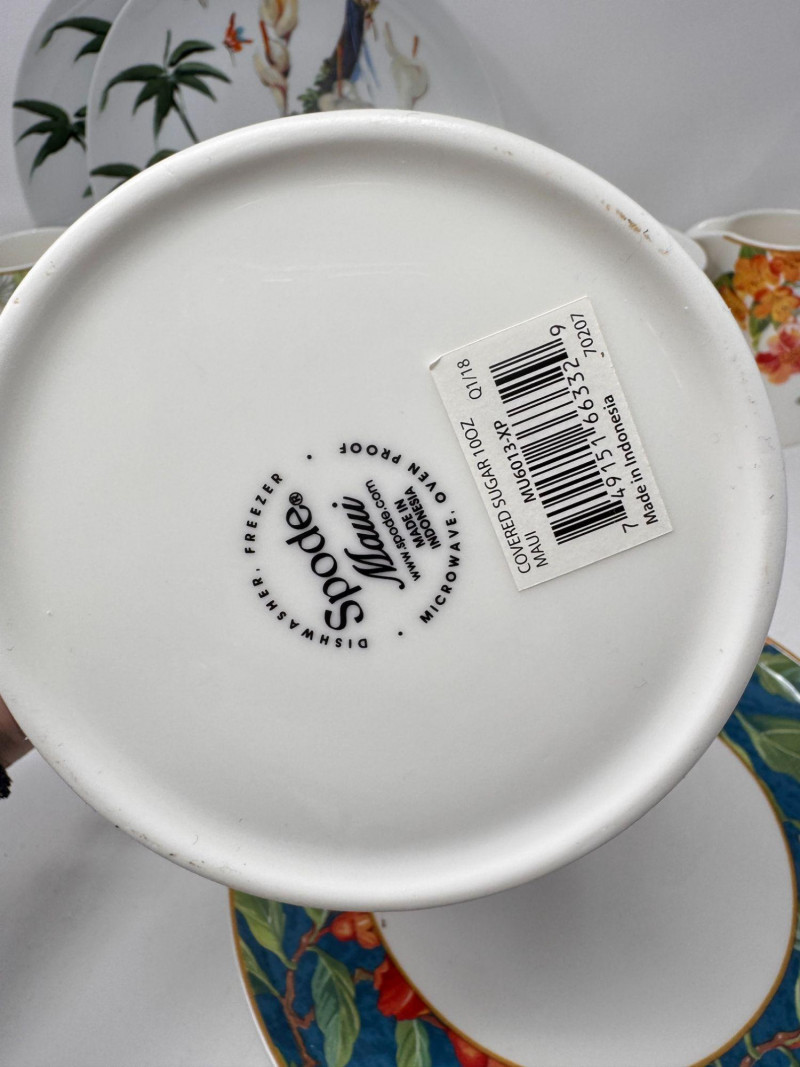 DISHWASHER, FREEZER •
Spode®
Maui
www.spode.com
MADE IN
INDONESIA
MICROWAVE, OVEN PROOF •
COVERED SUGAR 10OZ Q1/18
MAUI MU6013-XP
7 49151 66332 9
Made in Indonesia 70207